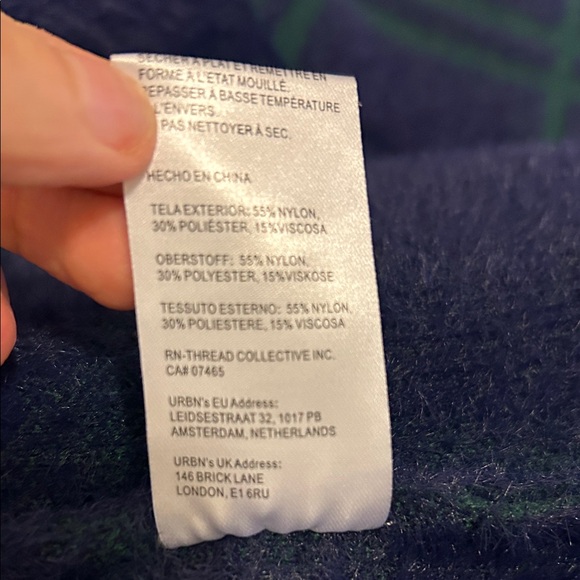 SÉCHER À PLAT ET REMETTRE EN
FORME À L'ÉTAT MOUILLÉ.
REPASSER À BASSE TEMPÉRATURE
L'ENVERS.
PAS NETTOYER À SEC.
HECHO EN CHINA
TELA EXTERIOR: 55% NYLON,
30% POLIÉSTER, 15%VISCOSA
OBERSTOFF: 55% NYLON,
30% POLYESTER, 15%VISKOSE
TESSUTO ESTERNO: 55% NYLON,
30% POLIESTERE, 15% VISCOSA
RN-THREAD COLLECTIVE INC.
CA# 07465
URBN's EU Address:
LEIDSESTRAAT 32, 1017 PB
AMSTERDAM, NETHERLANDS
URBN's UK Address:
146 BRICK LANE
LONDON, E1 6RU